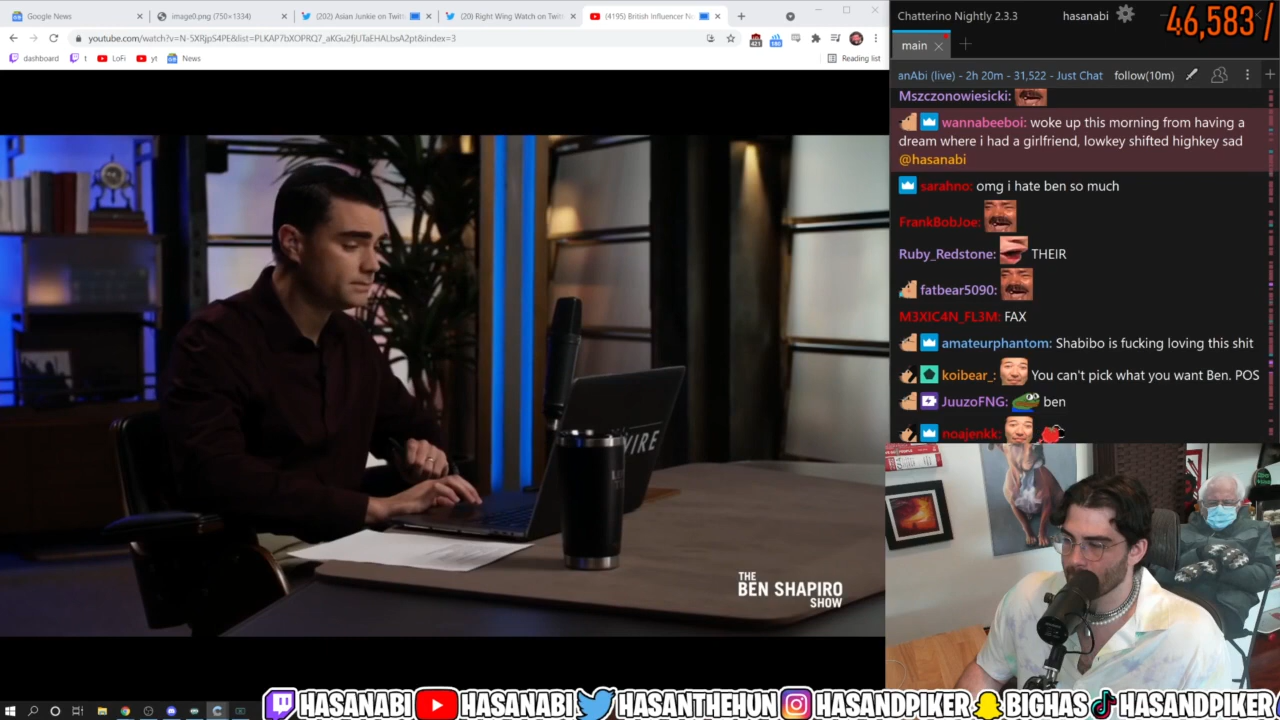 Google News
image0.png (750×1334)
(202) Asian Junkie on Twitt
(20) Right Wing Watch on Twitt
(4195) British Influencer N
youtube.com/watch?v=N-5XRjpS4PE&list=PLKAP7bXOPRQ7_aKGu2fjUTaEHALbsA2pt&index=3
dashboard
t
LoFi
yt
News
Reading list
Chatterino Nightly 2.3.3
hasanabi
46,583 /
main
anAbi (live) - 2h 20m - 31,522 - Just Chat
follow(10m)
Mszczonowiesicki:
wannabeeboi: woke up this morning from having a
dream where i had a girlfriend, lowkey shifted highkey sad
@hasanabi
sarahno: omg i hate ben so much
FrankBobJoe:
Ruby_Redstone: THEIR
fatbear5090:
M3XIC4N_FL3M: FAX
amateurphantom: Shabibo is fucking loving this shit
koibear_: You can't pick what you want Ben. POS
JuuzoFNG: ben
noajenkk:
WIRE
THE
BEN SHAPIRO
SHOW
HASANABI HASANABI HASANTHEHUN HASANDPIKER BIGHAS HASANDPIKER